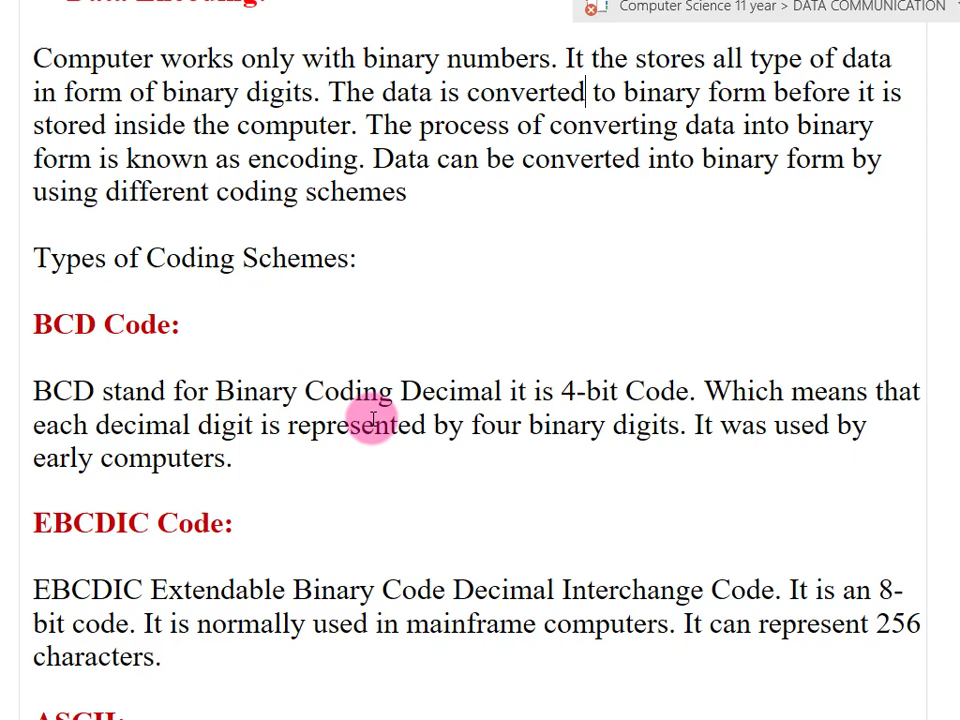 Data Encoding:
Computer Science 11 year > DATA COMMUNICATION
Computer works only with binary numbers. It the stores all type of data
in form of binary digits. The data is converted to binary form before it is
stored inside the computer. The process of converting data into binary
form is known as encoding. Data can be converted into binary form by
using different coding schemes
Types of Coding Schemes:
BCD Code:
BCD stand for Binary Coding Decimal it is 4-bit Code. Which means that
each decimal digit is represented by four binary digits. It was used by
early computers.
EBCDIC Code:
EBCDIC Extendable Binary Code Decimal Interchange Code. It is an 8-
bit code. It is normally used in mainframe computers. It can represent 256
characters.
ASCII: